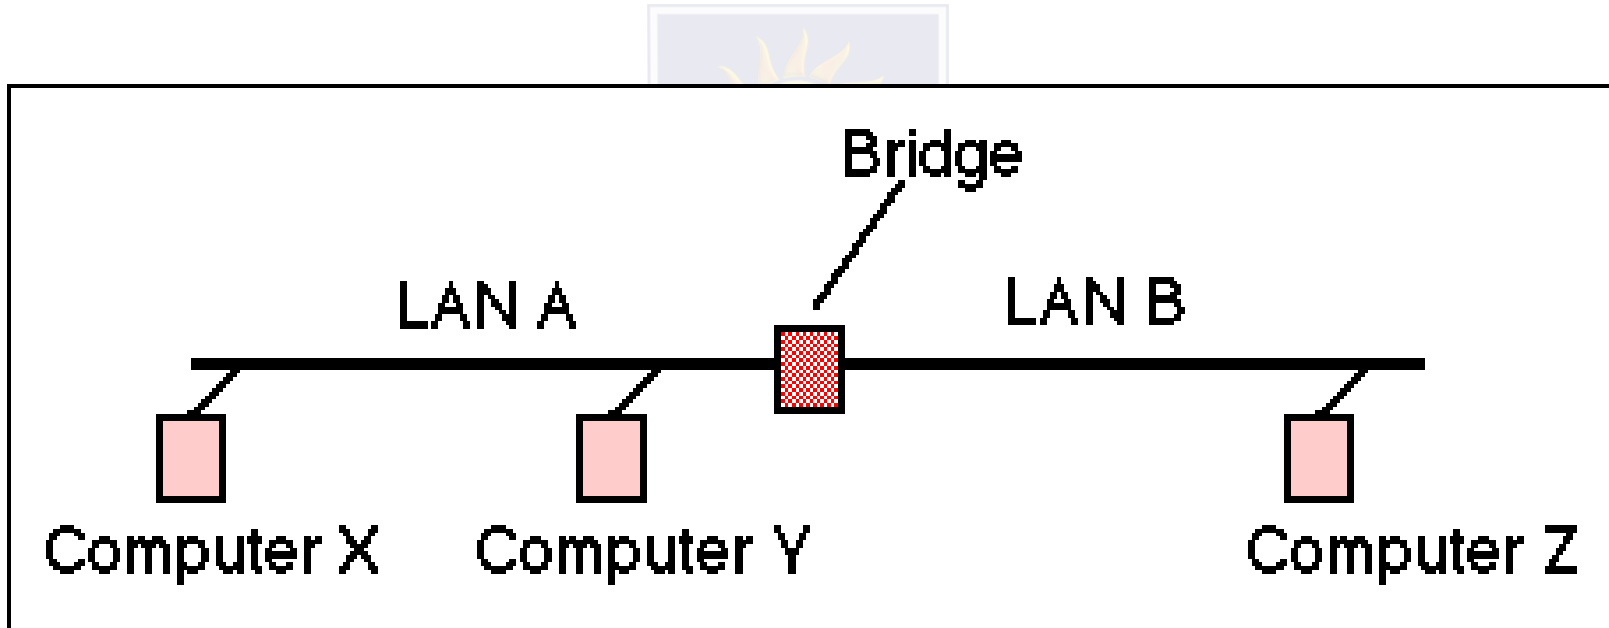 Bridge
LAN A
LAN B
Computer X
Computer Y
Computer Z